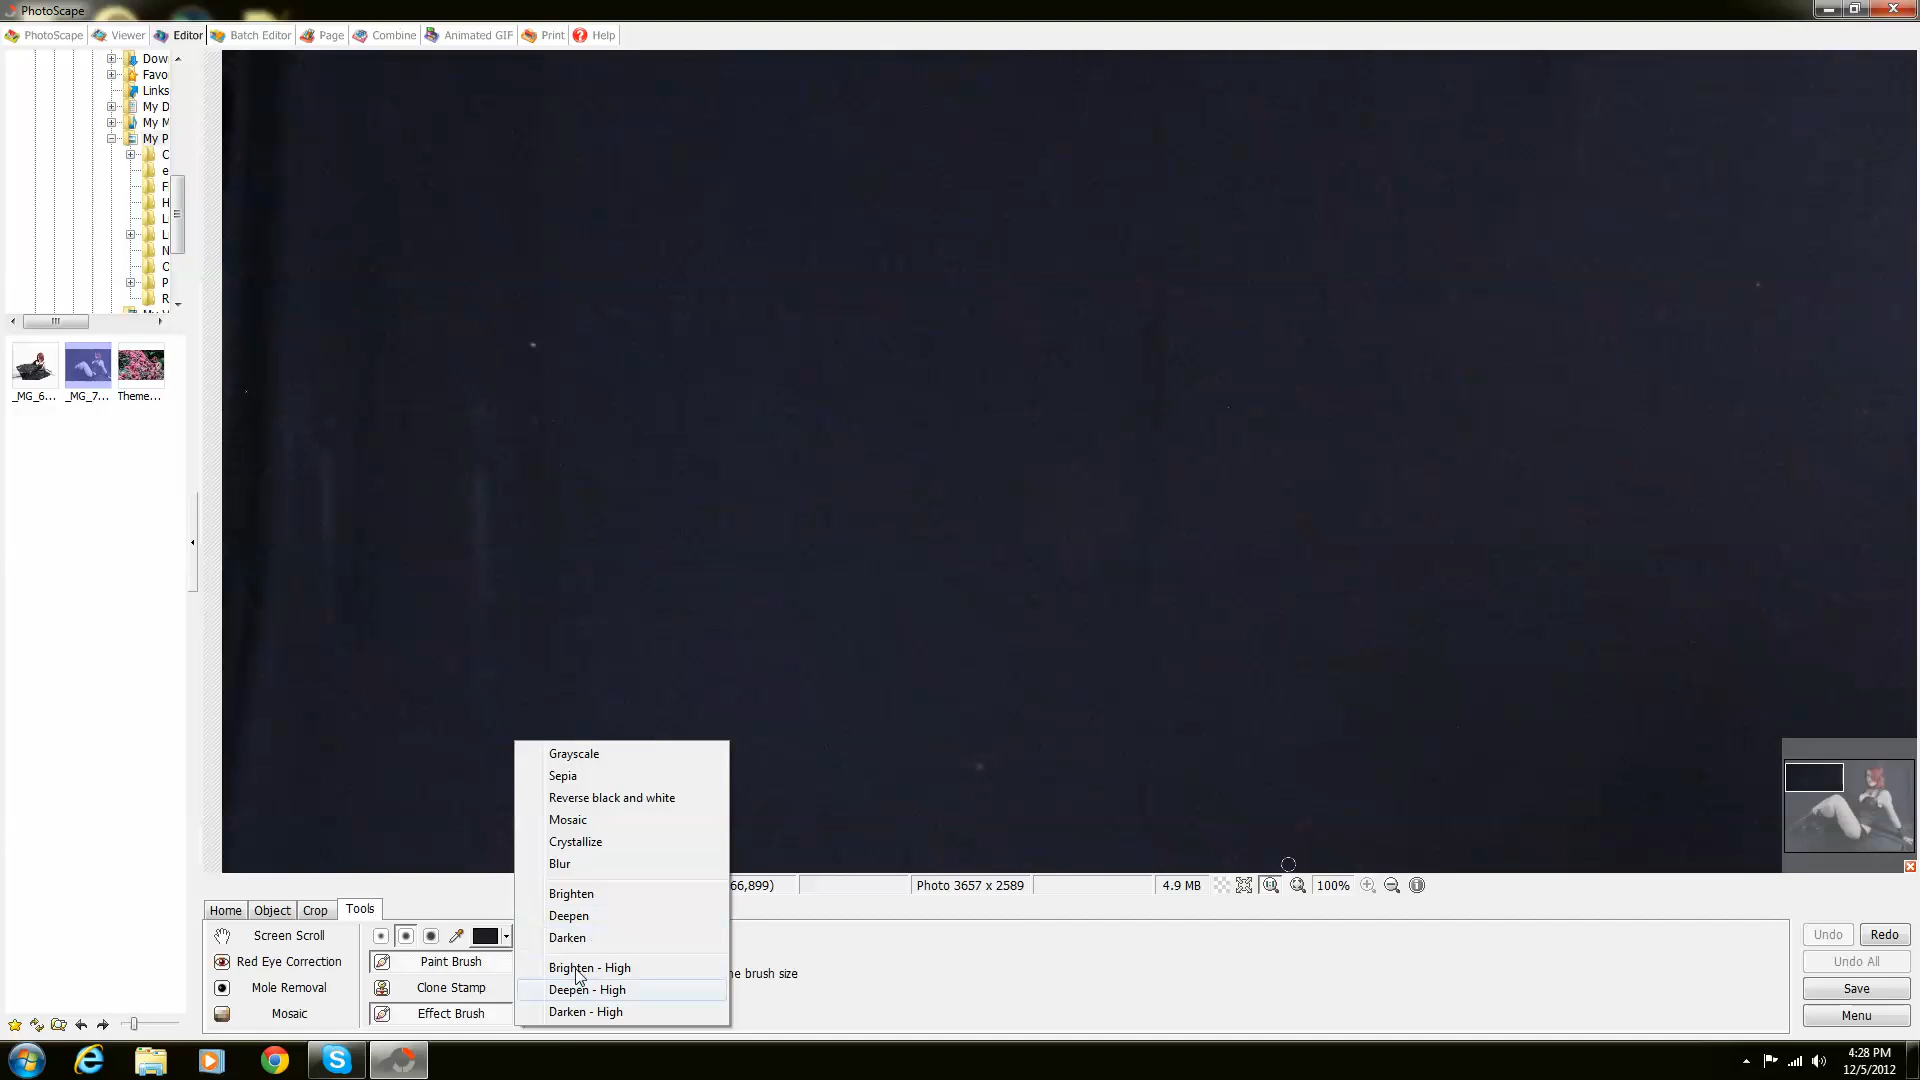 PhotoScape
PhotoScape Viewer Editor Batch Editor Page Combine Animated GIF Print Help
Dow
Favo
Links
My D
My M
My P
C
e
F
H
L
L
N
O
P
R
_MG_6... _MG_7... Theme...
Grayscale
Sepia
Reverse black and white
Mosaic
Crystallize
Blur
Brighten
Deepen
Darken
Brighten - High
Deepen - High
Darken - High
66,899) Photo 3657 x 2589 4.9 MB 100%
Home Object Crop Tools
Screen Scroll
Red Eye Correction Paint Brush
Mole Removal Clone Stamp
Mosaic Effect Brush
he brush size
Undo Redo
Undo All
Save
Menu
4:28 PM
12/5/2012